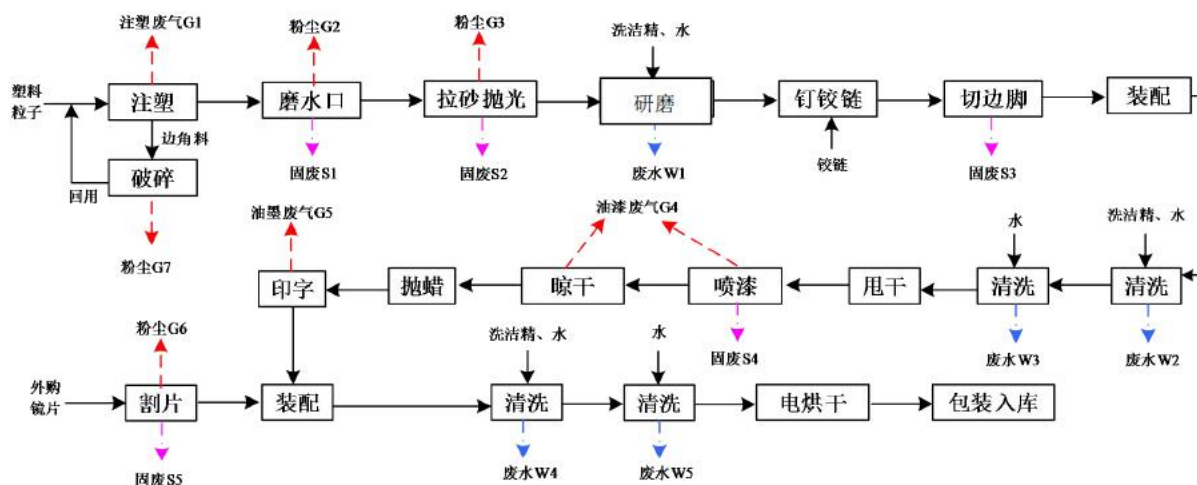 注塑废气G1
粉尘G2
粉尘G3
洗洁精、水
塑料
粒子
注塑
磨水口
拉砂抛光
研磨
钉铰链
切边脚
装配
边角料
破碎
回用
固废S1
固废S2
废水W1
铰链
固废S3
粉尘G7
油墨废气G5
油漆废气G4
水
洗洁精、水
印字
抛蜡
晾干
喷漆
甩干
清洗
清洗
固废S4
废水W3
废水W2
粉尘G6
洗洁精、水
水
外购
镜片
割片
装配
清洗
清洗
电烘干
包装入库
固废S5
废水W4
废水W5